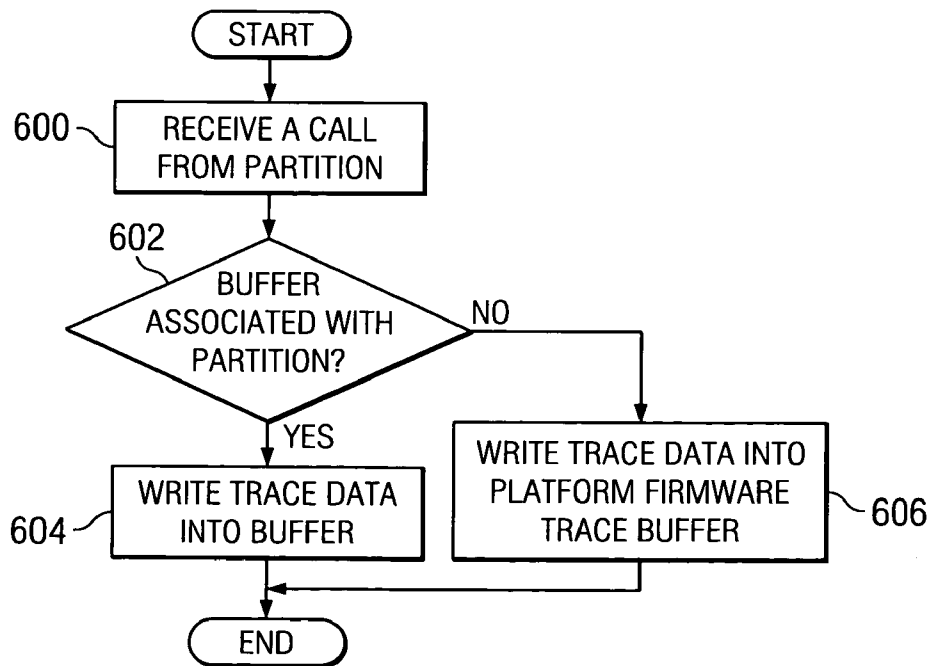 START
600
RECEIVE A CALL
FROM PARTITION
602
BUFFER
ASSOCIATED WITH
PARTITION?
NO
YES
604
WRITE TRACE DATA
INTO BUFFER
WRITE TRACE DATA INTO
PLATFORM FIRMWARE
TRACE BUFFER
606
END